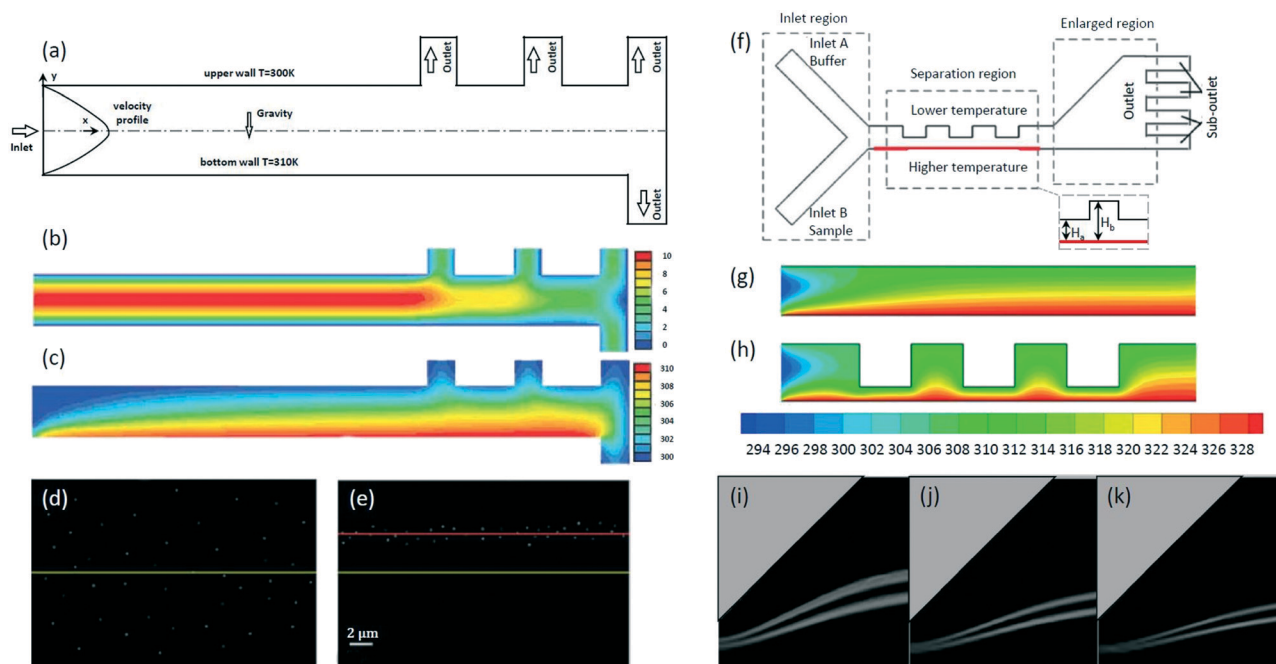 (a)
y
x
upper wall T=300K
velocity
profile
Gravity
Inlet
bottom wall T=310K
Outlet
Outlet
Outlet
Outlet
(b)
10
8
6
4
2
0
(c)
310
308
306
304
302
300
(d)
(e)
2 μm
(f)
Inlet region
Inlet A
Buffer
Separation region
Lower temperature
Higher temperature
Enlarged region
Outlet
Sub-outlet
Inlet B
Sample
Ha
Hb
(g)
(h)
294 296 298 300 302 304 306 308 310 312 314 316 318 320 322 324 326 328
(i)
(j)
(k)